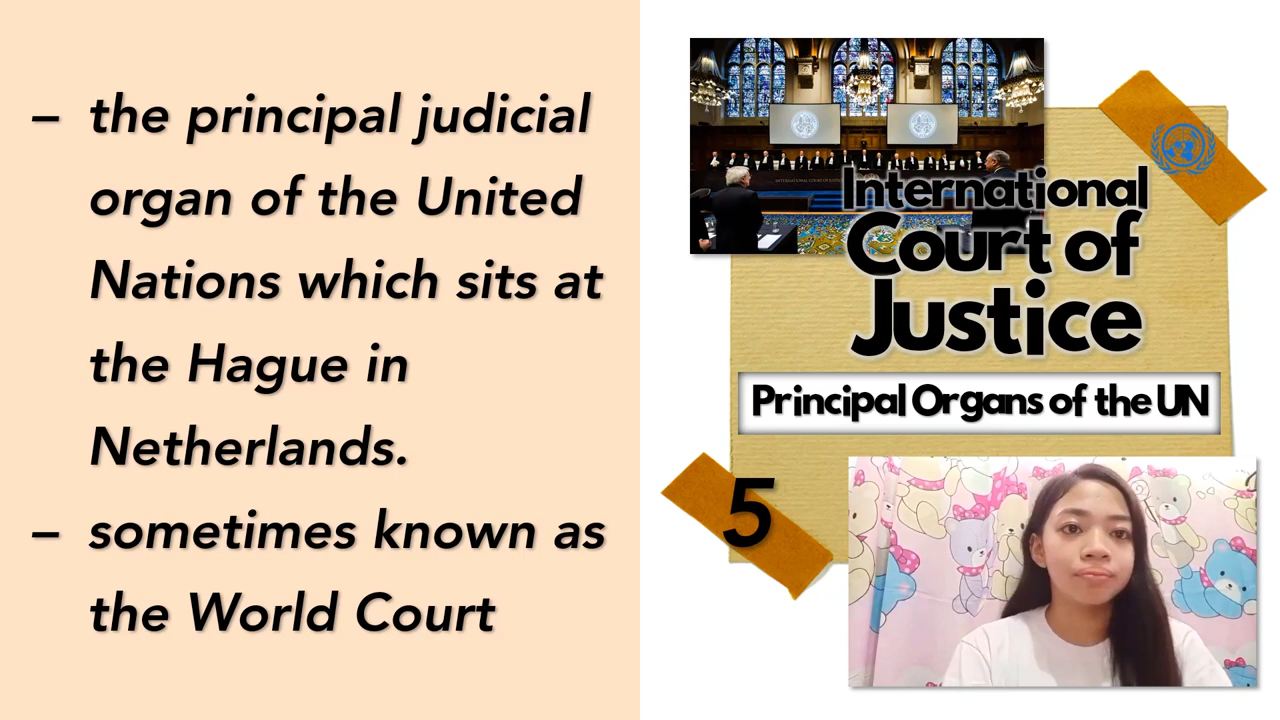 – the principal judicial
organ of the United
Nations which sits at
the Hague in
Netherlands.
– sometimes known as
the World Court
International
Court of
Justice
Principal Organs of the UN
5